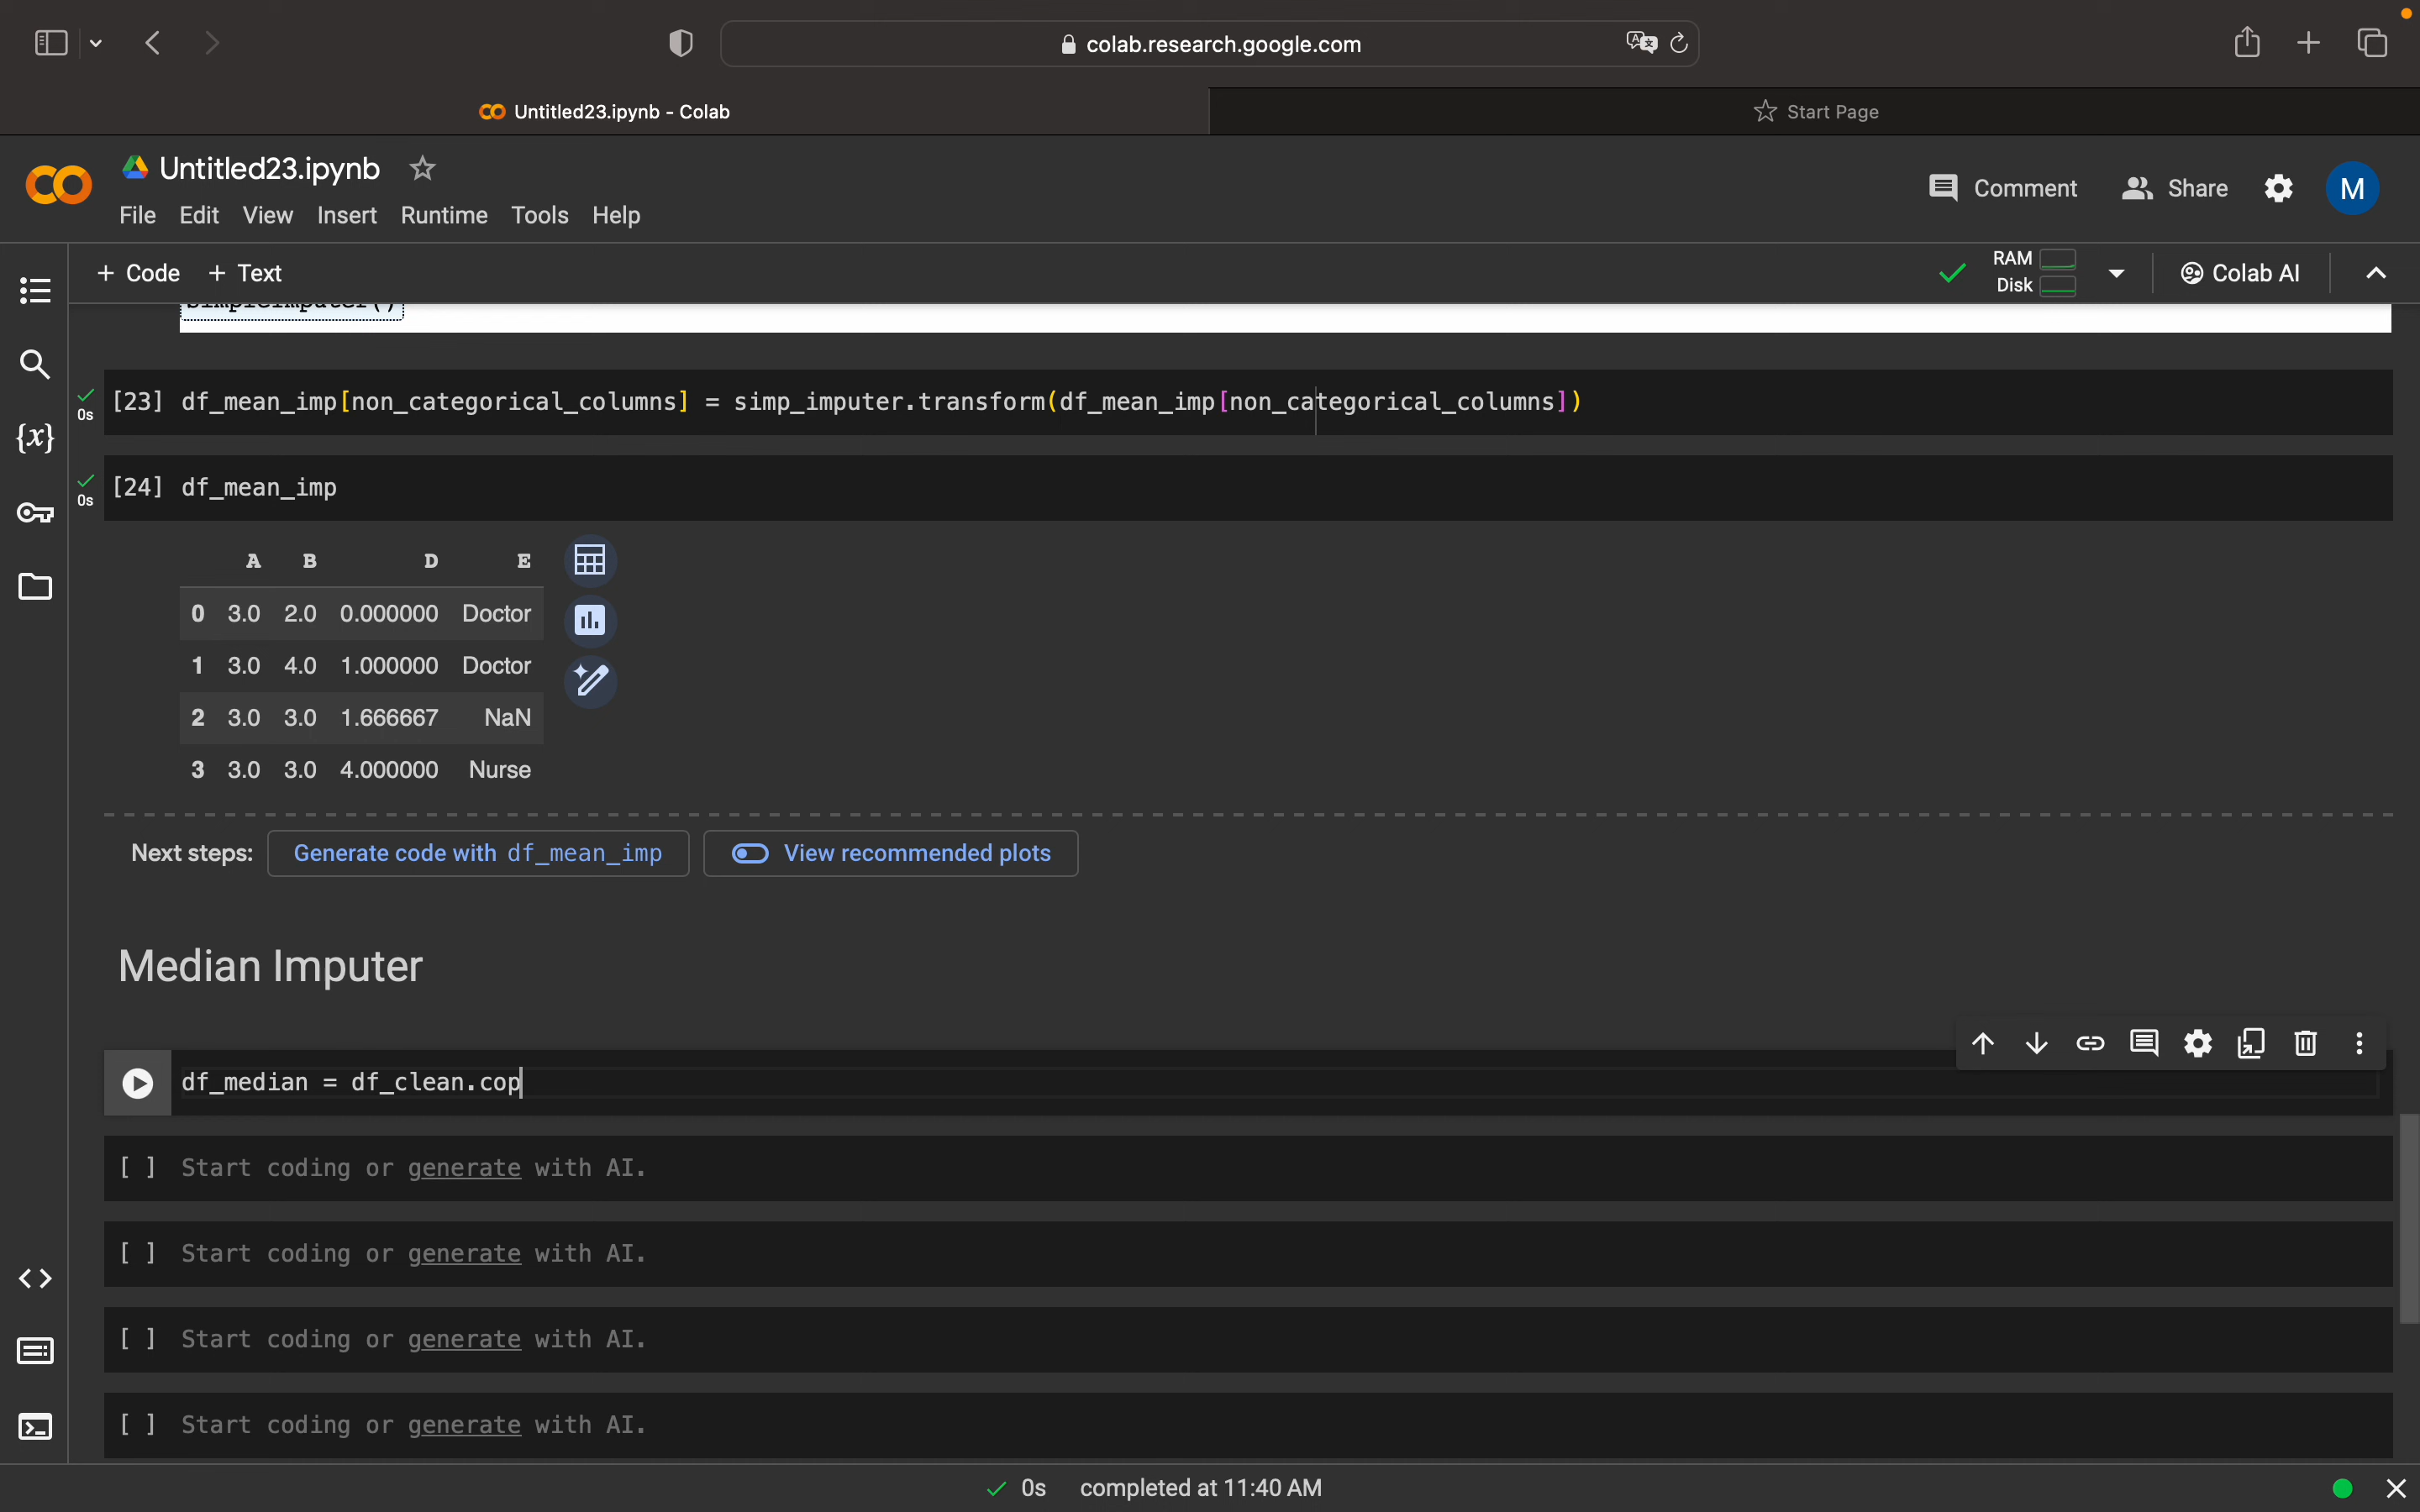 colab.research.google.com
Untitled23.ipynb - Colab
Start Page
Untitled23.ipynb
File Edit View Insert Runtime Tools Help
Comment
Share
M
+ Code + Text
RAM
Disk
Colab AI
0s
[23] df_mean_imp[non_categorical_columns] = simp_imputer.transform(df_mean_imp[non_categorical_columns])
0s
[24] df_mean_imp
A B D E
0 3.0 2.0 0.000000 Doctor
1 3.0 4.0 1.000000 Doctor
2 3.0 3.0 1.666667 NaN
3 3.0 3.0 4.000000 Nurse
Next steps: Generate code with df_mean_imp View recommended plots
Median Imputer
df_median = df_clean.cop
[ ] Start coding or generate with AI.
[ ] Start coding or generate with AI.
[ ] Start coding or generate with AI.
[ ] Start coding or generate with AI.
0s completed at 11:40 AM